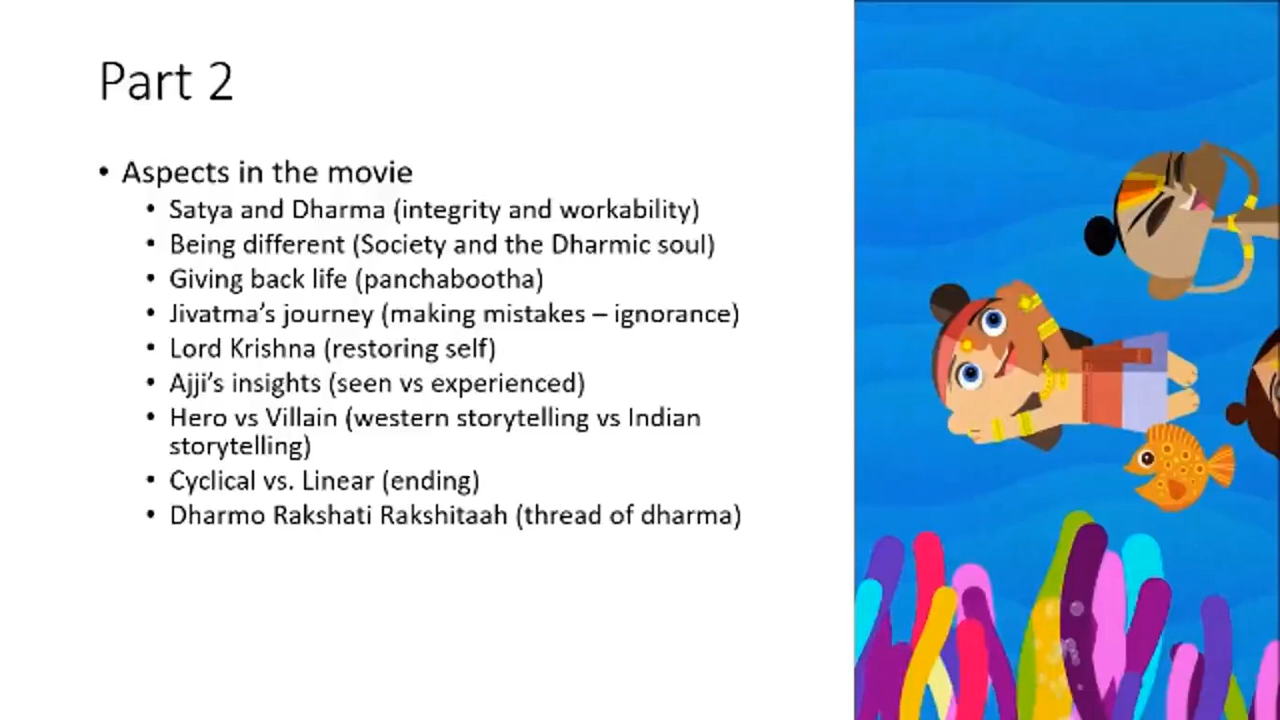 Part 2
• Aspects in the movie
• Satya and Dharma (integrity and workability)
• Being different (Society and the Dharmic soul)
• Giving back life (panchabootha)
• Jivatma's journey (making mistakes – ignorance)
• Lord Krishna (restoring self)
• Ajji's insights (seen vs experienced)
• Hero vs Villain (western storytelling vs Indian
storytelling)
• Cyclical vs. Linear (ending)
• Dharmo Rakshati Rakshitaah (thread of dharma)